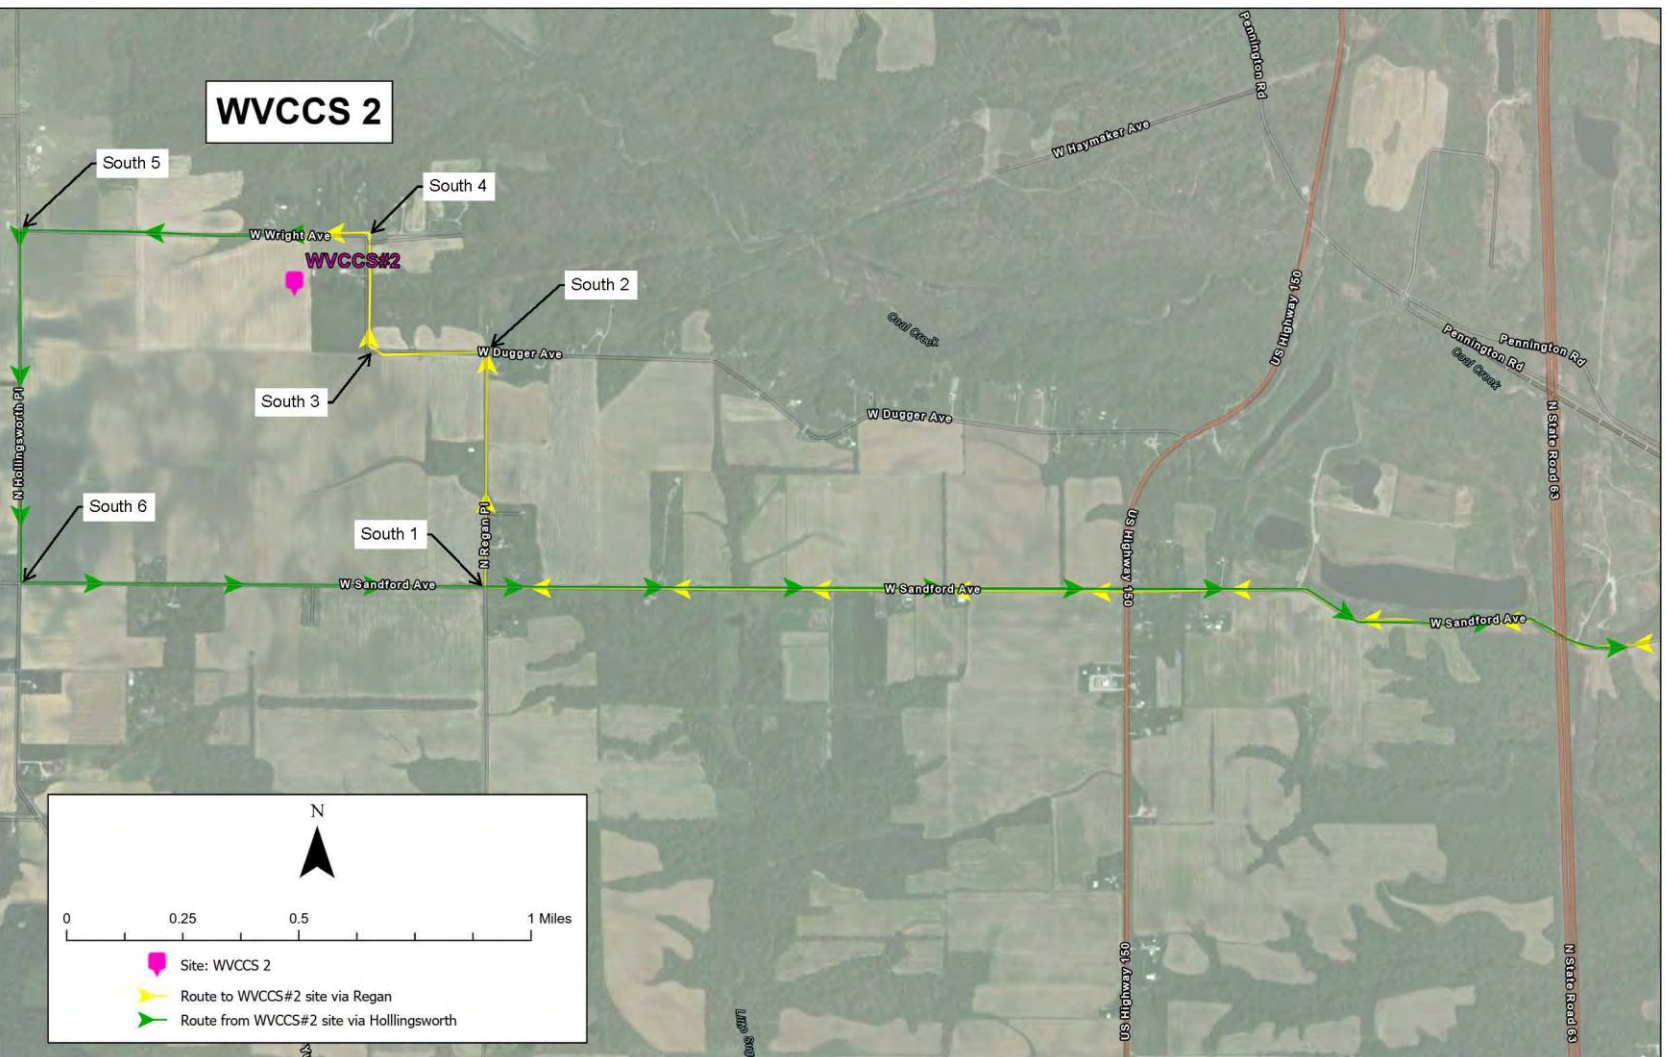 Pennington Rd
WVCCS 2
W Haymaker Ave
South 5
South 4
W Wright Ave
WVCCS#2
South 2
US Highway 150
Coal Creek
Pennington Rd
Pennington Rd
Coal Creek
W Dugger Ave
South 3
W Dugger Ave
N Hollingsworth Pl
N State Road 63
South 6
South 1
N Regan Pl
US Highway 150
W Sandford Ave
W Sandford Ave
W Sandford Ave
N
0 0.25 0.5 1 Miles
Site: WVCCS 2
Route to WVCCS#2 site via Regan
Route from WVCCS#2 site via Holllingsworth
US Highway 150
N State Road 63